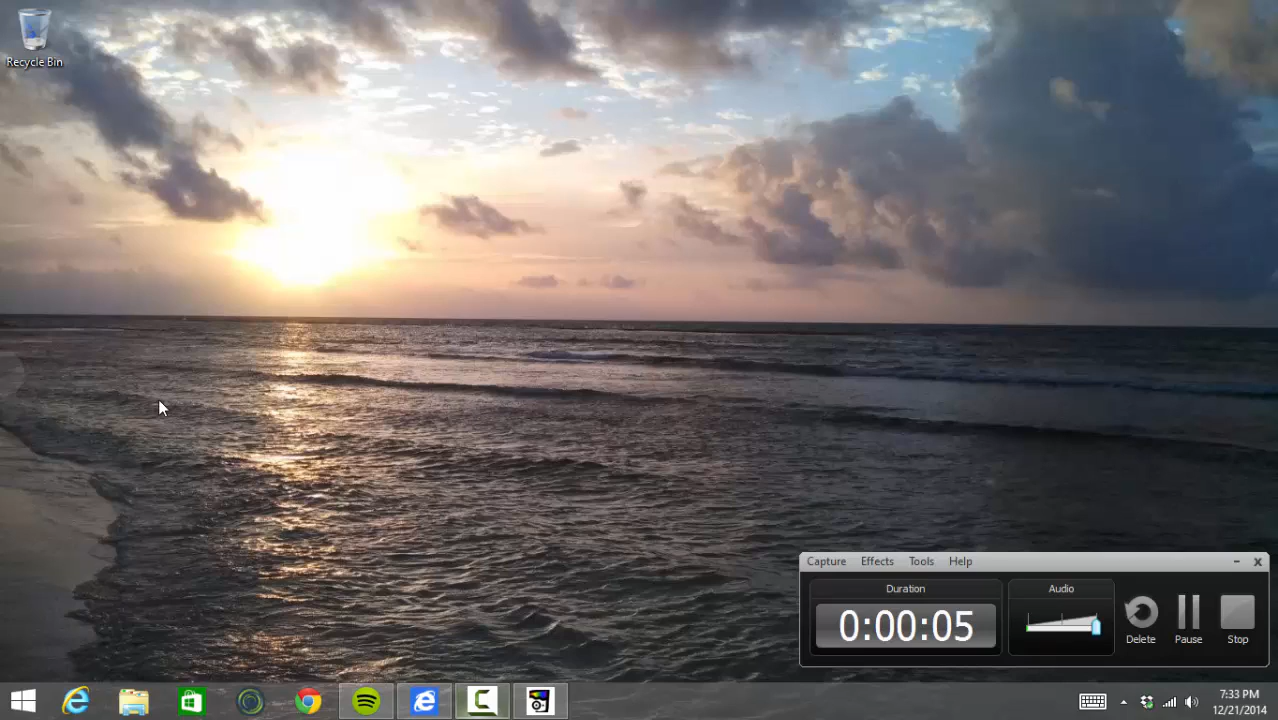 Recycle Bin
Capture Effects Tools Help
Duration
Audio
0:00:05
Delete
Pause
Stop
7:33 PM
12/21/2014